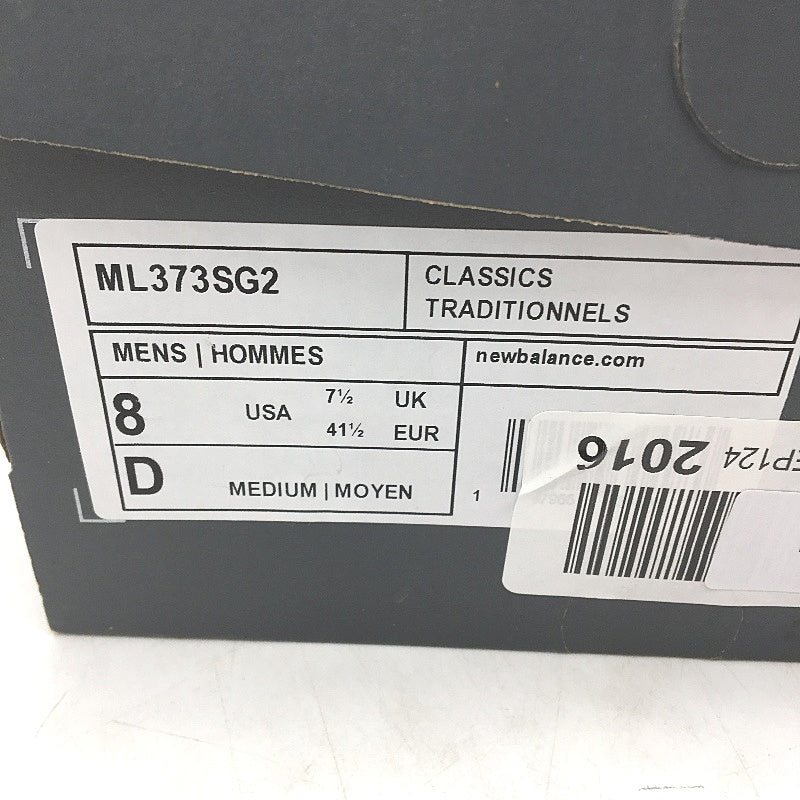 ML373SG2
CLASSICS
TRADITIONNELS
MENS | HOMMES
newbalance.com
8 USA 7½ UK
41½ EUR
D MEDIUM | MOYEN
1
EP124 2016